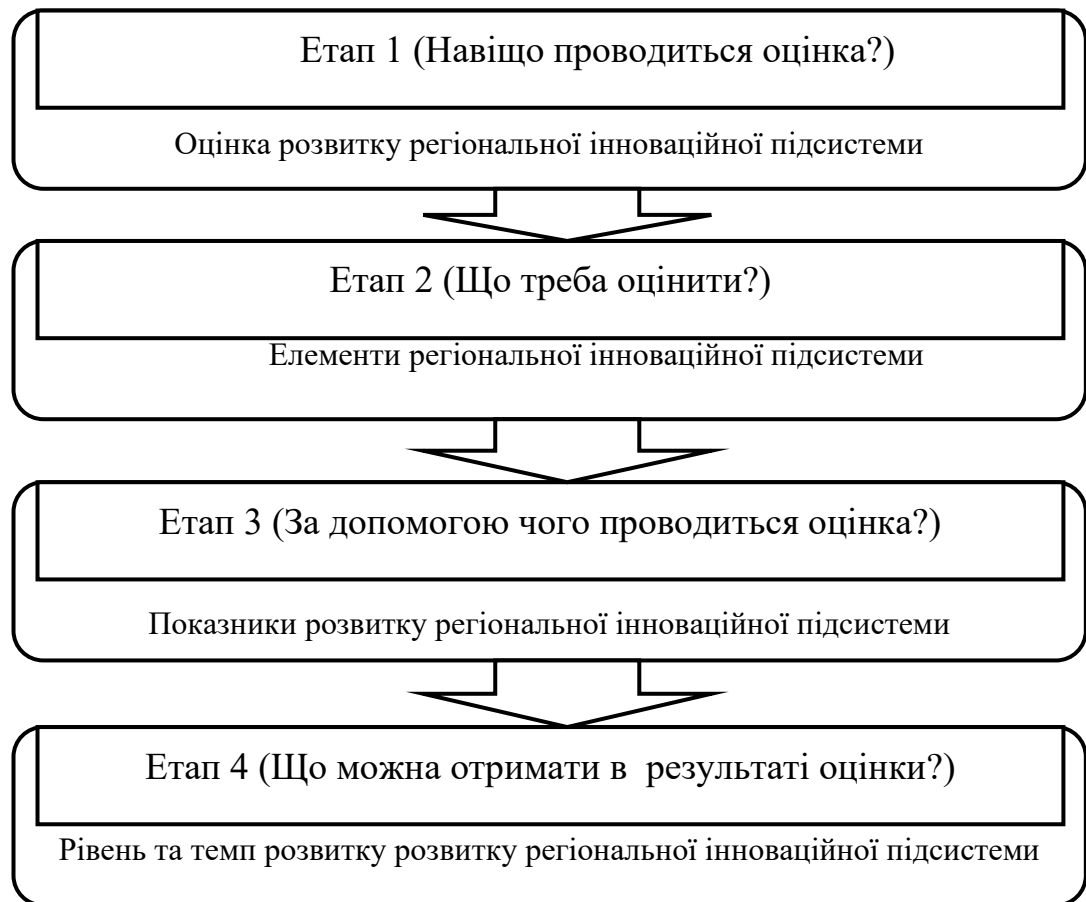 Етап 1 (Навіщо проводиться оцінка?)
Оцінка розвитку регіональної інноваційної підсистеми
Етап 2 (Що треба оцінити?)
Елементи регіональної інноваційної підсистеми
Етап 3 (За допомогою чого проводиться оцінка?)
Показники розвитку регіональної інноваційної підсистеми
Етап 4 (Що можна отримати в результаті оцінки?)
Рівень та темп розвитку розвитку регіональної інноваційної підсистеми